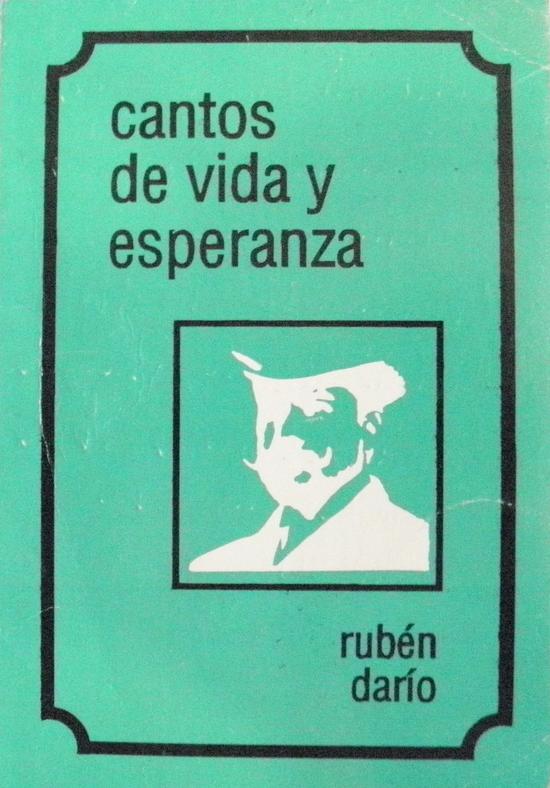 cantos
de vida y
esperanza
rubén
darío